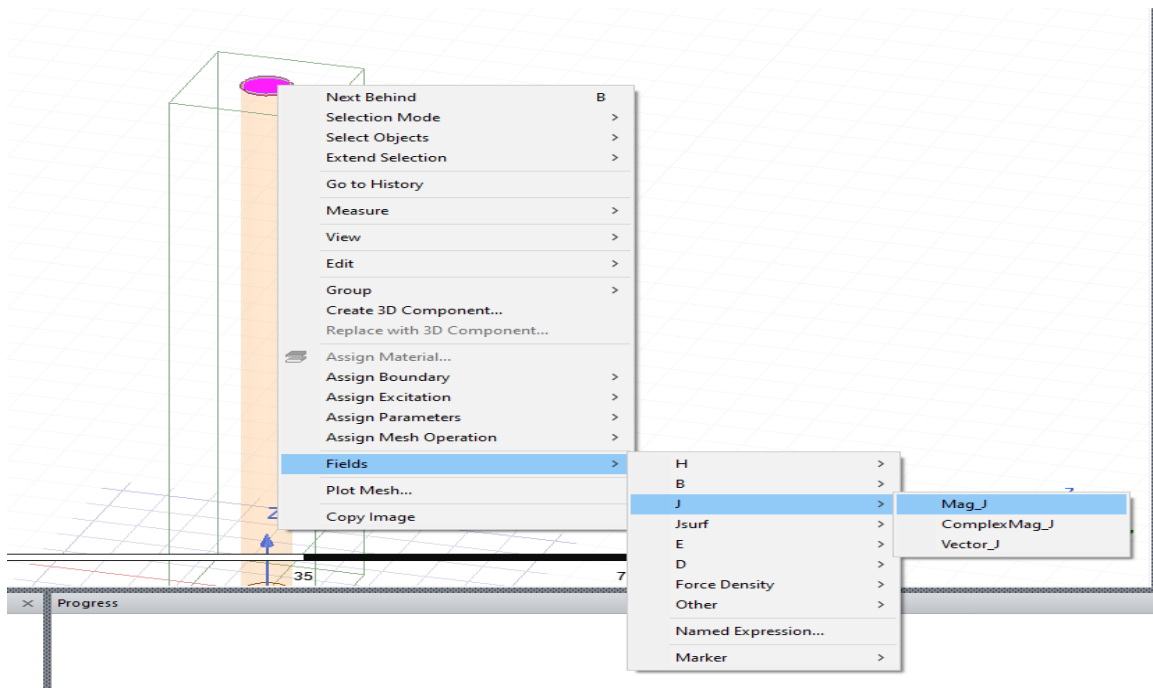 Next Behind B
Selection Mode >
Select Objects >
Extend Selection >
Go to History
Measure >
View >
Edit >
Group >
Create 3D Component...
Replace with 3D Component...
Assign Material...
Assign Boundary >
Assign Excitation >
Assign Parameters >
Assign Mesh Operation >
Fields >
Plot Mesh...
Copy Image
H >
B >
J >
Jsurf >
E >
D >
Force Density >
Other >
Named Expression...
Marker >
Mag_J
ComplexMag_J
Vector_J
Z
35
7
× Progress